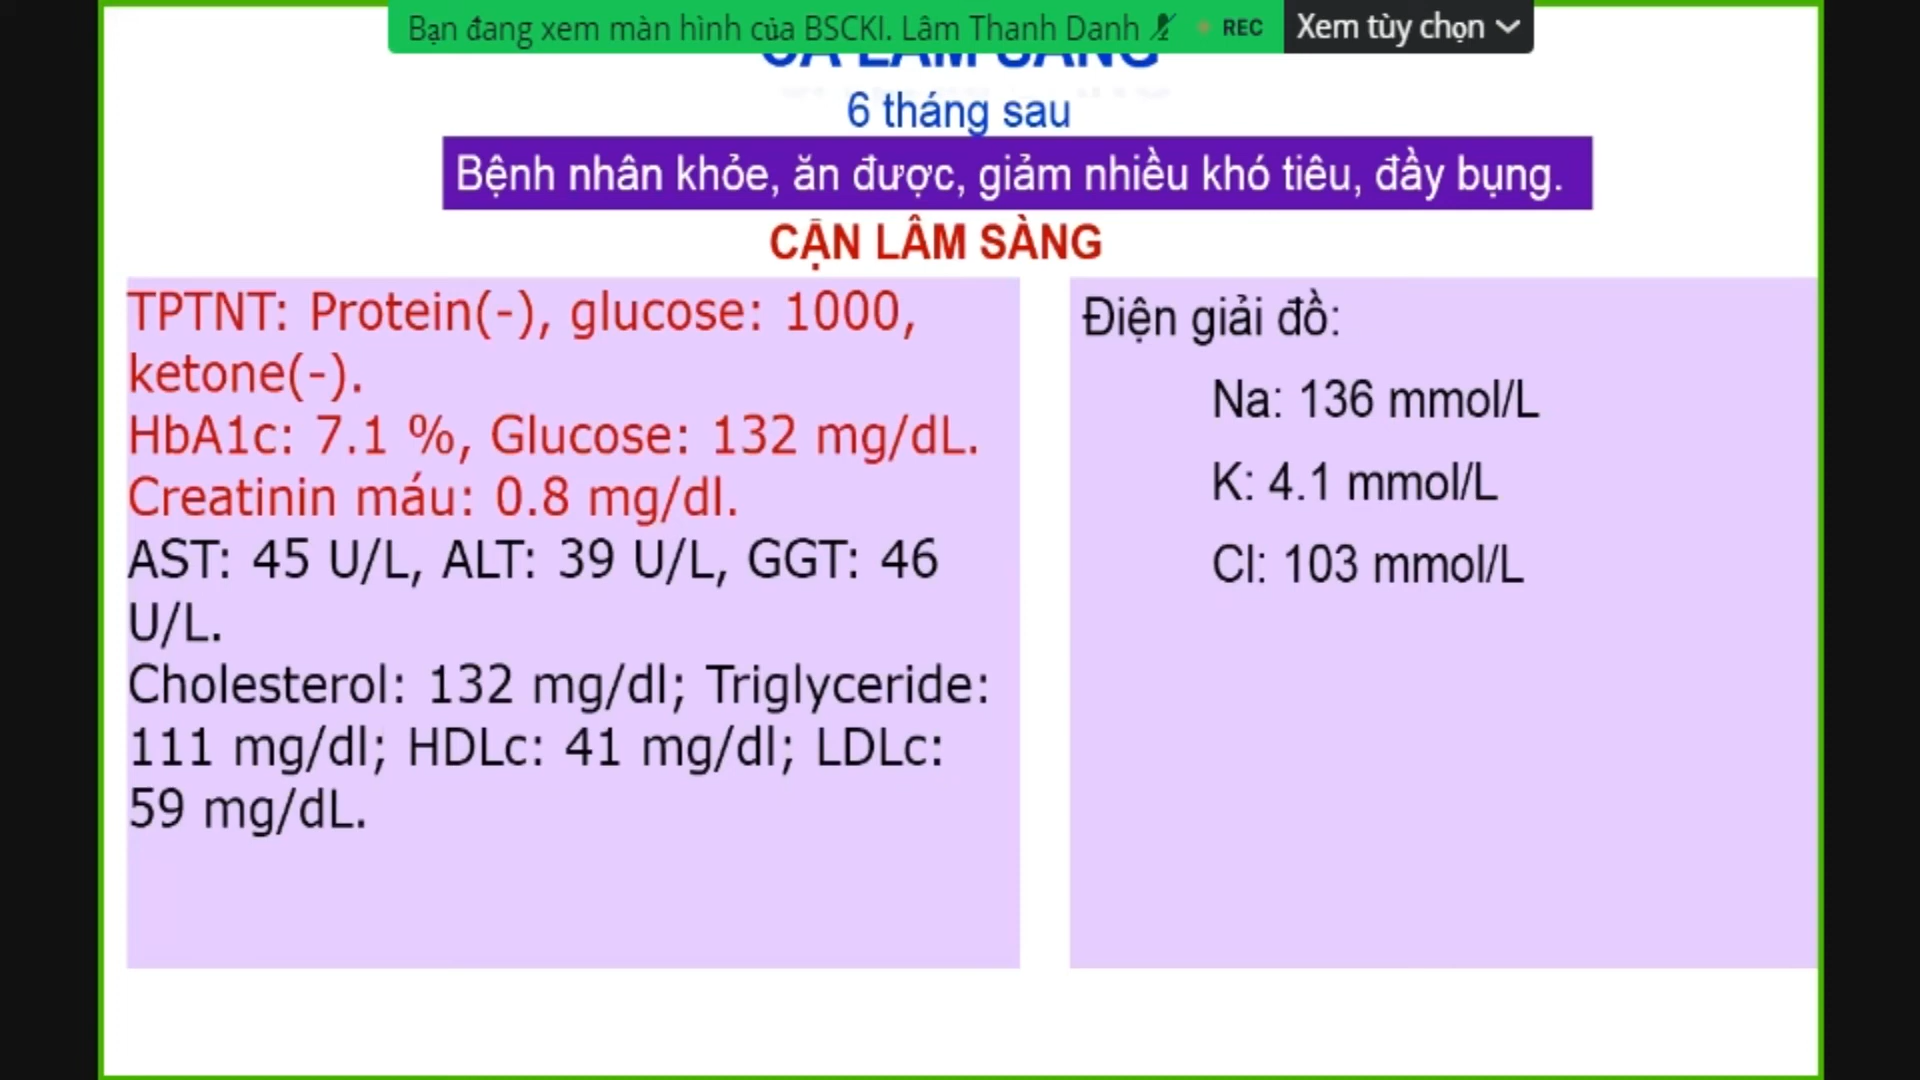 Bạn đang xem màn hình của BSCKI. Lâm Thanh Danh REC Xem tùy chọn
CA LÂM SÀNG
6 tháng sau
Bệnh nhân khỏe, ăn được, giảm nhiều khó tiêu, đầy bụng.
CẬN LÂM SÀNG
TPTNT: Protein(-), glucose: 1000,
ketone(-).
HbA1c: 7.1 %, Glucose: 132 mg/dL.
Creatinin máu: 0.8 mg/dl.
AST: 45 U/L, ALT: 39 U/L, GGT: 46
U/L.
Cholesterol: 132 mg/dl; Triglyceride:
111 mg/dl; HDLc: 41 mg/dl; LDLc:
59 mg/dL.
Điện giải đồ:
Na: 136 mmol/L
K: 4.1 mmol/L
Cl: 103 mmol/L